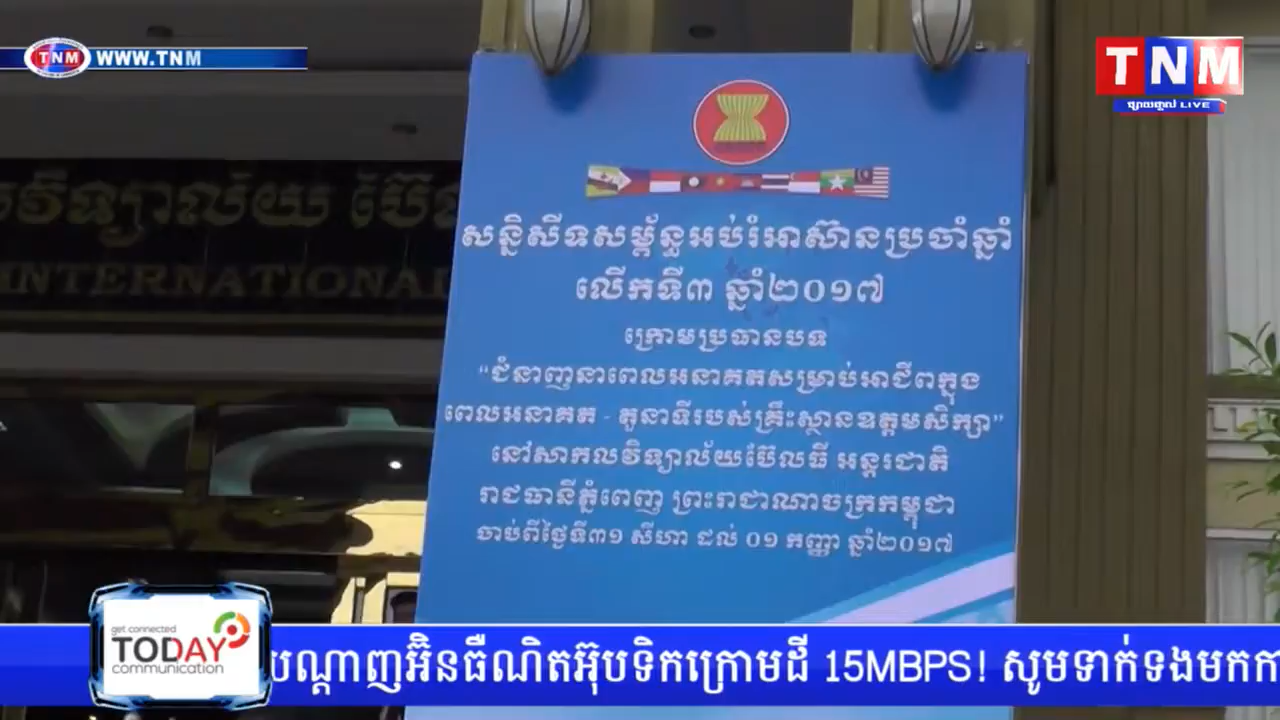 TNM WWW.TNM
TNM
ផ្សាយផ្ទាល់ LIVE
វិទ្យាល័យ ប៊ែល
INTERNATIONAL
សន្និសីទសម្ព័ន្ធអប់រំអាស៊ានប្រចាំឆ្នាំ
លើកទី៣ ឆ្នាំ២០១៧
ក្រោមប្រធានបទ
“ជំនាញនាពេលអនាគតសម្រាប់អាជីពក្នុង
ពេលអនាគត - តួនាទីរបស់គ្រឹះស្ថានឧត្តមសិក្សា”
នៅសាកលវិទ្យាល័យប៊ែលធី អន្តរជាតិ
រាជធានីភ្នំពេញ ព្រះរាជាណាចក្រកម្ពុជា
ចាប់ពីថ្ងៃទី៣១ សីហា ដល់ ០១ កញ្ញា ឆ្នាំ២០១៧
get connected
TODAY
communication
បណ្តាញអ៊ិនធឺណិតអ៊ុបទិកក្រោមដី 15MBPS! សូមទាក់ទងមក